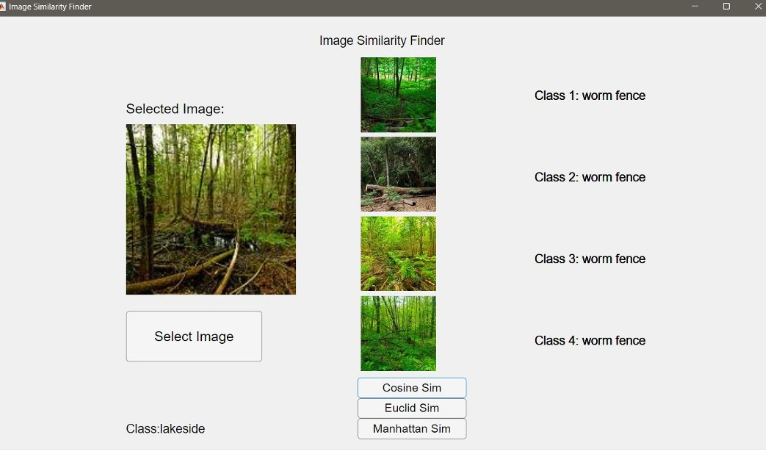 Image Similarity Finder
Image Similarity Finder
Selected Image:
Class 1: worm fence
Class 2: worm fence
Class 3: worm fence
Class 4: worm fence
Select Image
Cosine Sim
Euclid Sim
Manhattan Sim
Class:lakeside